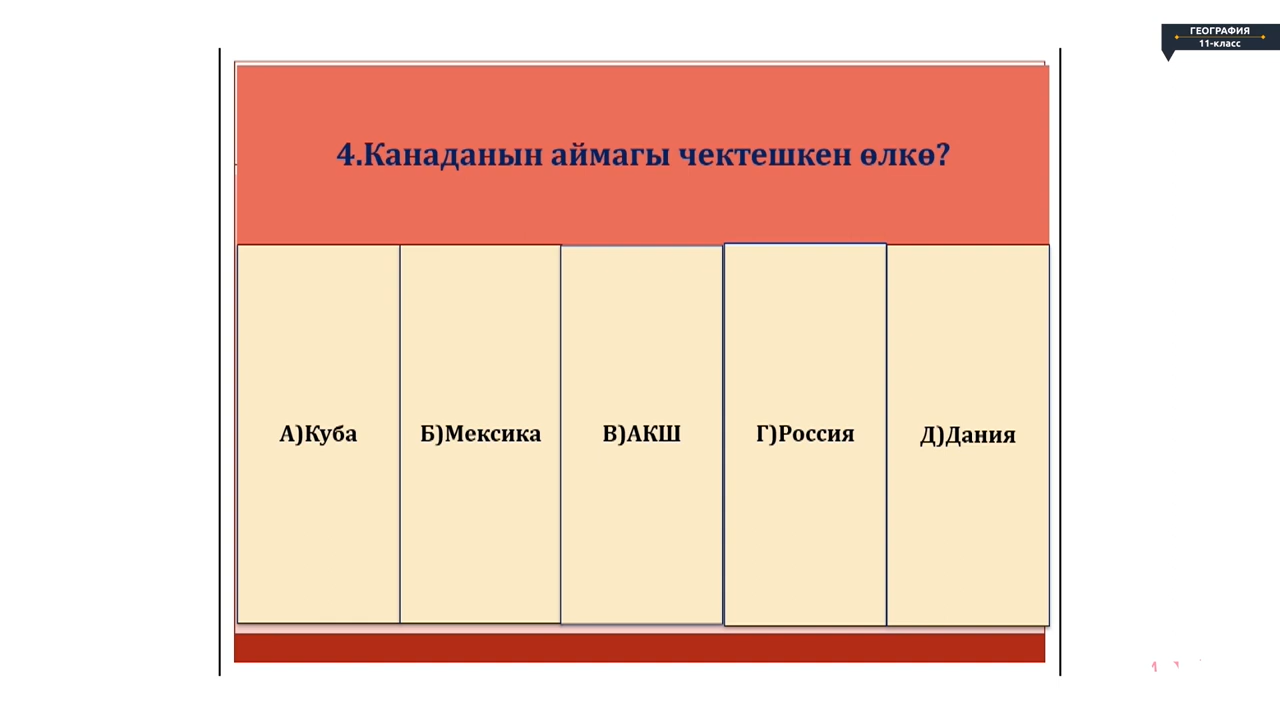 ГЕОГРАФИЯ
11-класс
4.Канаданын аймагы чектешкен өлкө?
А)Куба
Б)Мексика
В)АКШ
Г)Россия
Д)Дания